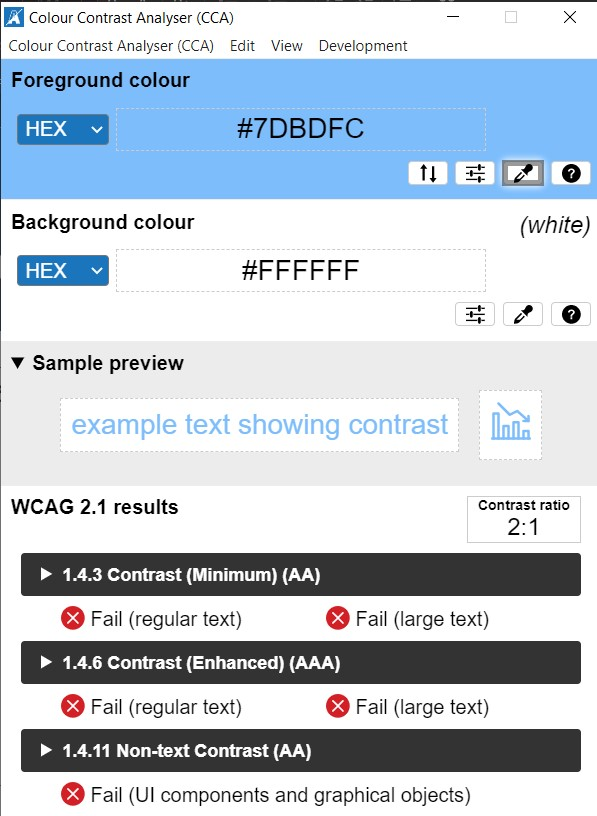 Colour Contrast Analyser (CCA)
Colour Contrast Analyser (CCA) Edit View Development
Foreground colour
HEX #7DBDFC
Background colour (white)
HEX #FFFFFF
Sample preview
example text showing contrast
WCAG 2.1 results
Contrast ratio
2:1
1.4.3 Contrast (Minimum) (AA)
Fail (regular text) Fail (large text)
1.4.6 Contrast (Enhanced) (AAA)
Fail (regular text) Fail (large text)
1.4.11 Non-text Contrast (AA)
Fail (UI components and graphical objects)